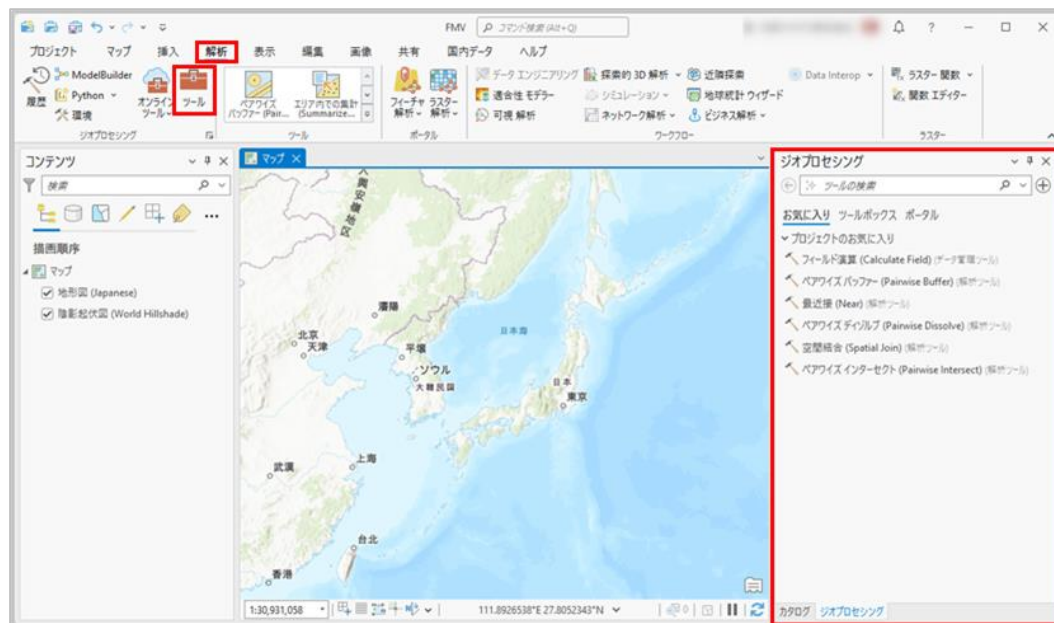 FMV
コマンド検索 (Alt+Q)
?
プロジェクト マップ 挿入 解析 表示 編集 画像 共有 国内データ ヘルプ
履歴
ModelBuilder
Python
環境
オンライン ツール
ツール
ジオプロセシング
ペアワイズ バッファー (Pair...
エリア内での集計 (Summarize...
ツール
フィーチャ 解析
ラスター 解析
ポータル
データ エンジニアリング
適合性 モデラー
可視 解析
探索的 3D 解析
シミュレーション
ネットワーク解析
近隣探索
地球統計 ウィザード
ビジネス解析
Data Interop
ワークフロー
ラスター 関数
関数 エディター
ラスター
コンテンツ
検索
描画順序
マップ
地形図 (Japanese)
陰影起伏図 (World Hillshade)
マップ
大興安嶺地区
瀋陽
北京
天津
平壌
ソウル
大韓民国
日本海
日本
東京
上海
武漢
台北
香港
1:30,931,058
111.8926538°E 27.8052343°N
0
ジオプロセシング
ツールの検索
お気に入り ツールボックス ポータル
プロジェクトのお気に入り
フィールド演算 (Calculate Field) (データ管理ツール)
ペアワイズ バッファー (Pairwise Buffer) (解析ツール)
最近接 (Near) (解析ツール)
ペアワイズ ディゾルブ (Pairwise Dissolve) (解析ツール)
空間結合 (Spatial Join) (解析ツール)
ペアワイズ インターセクト (Pairwise Intersect) (解析ツール)
カタログ ジオプロセシング